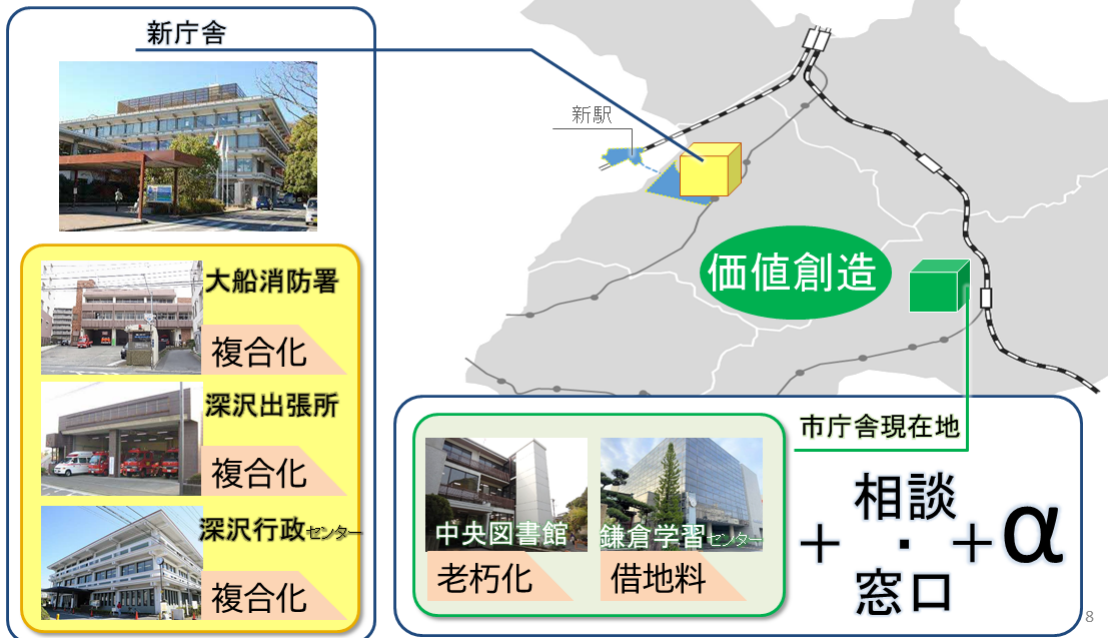 新庁舎
新駅
大船消防署
複合化
深沢出張所
複合化
深沢行政センター
複合化
価値創造
市庁舎現在地
中央図書館
老朽化
鎌倉学習センター
借地料
+ 相談・窓口 + α
8